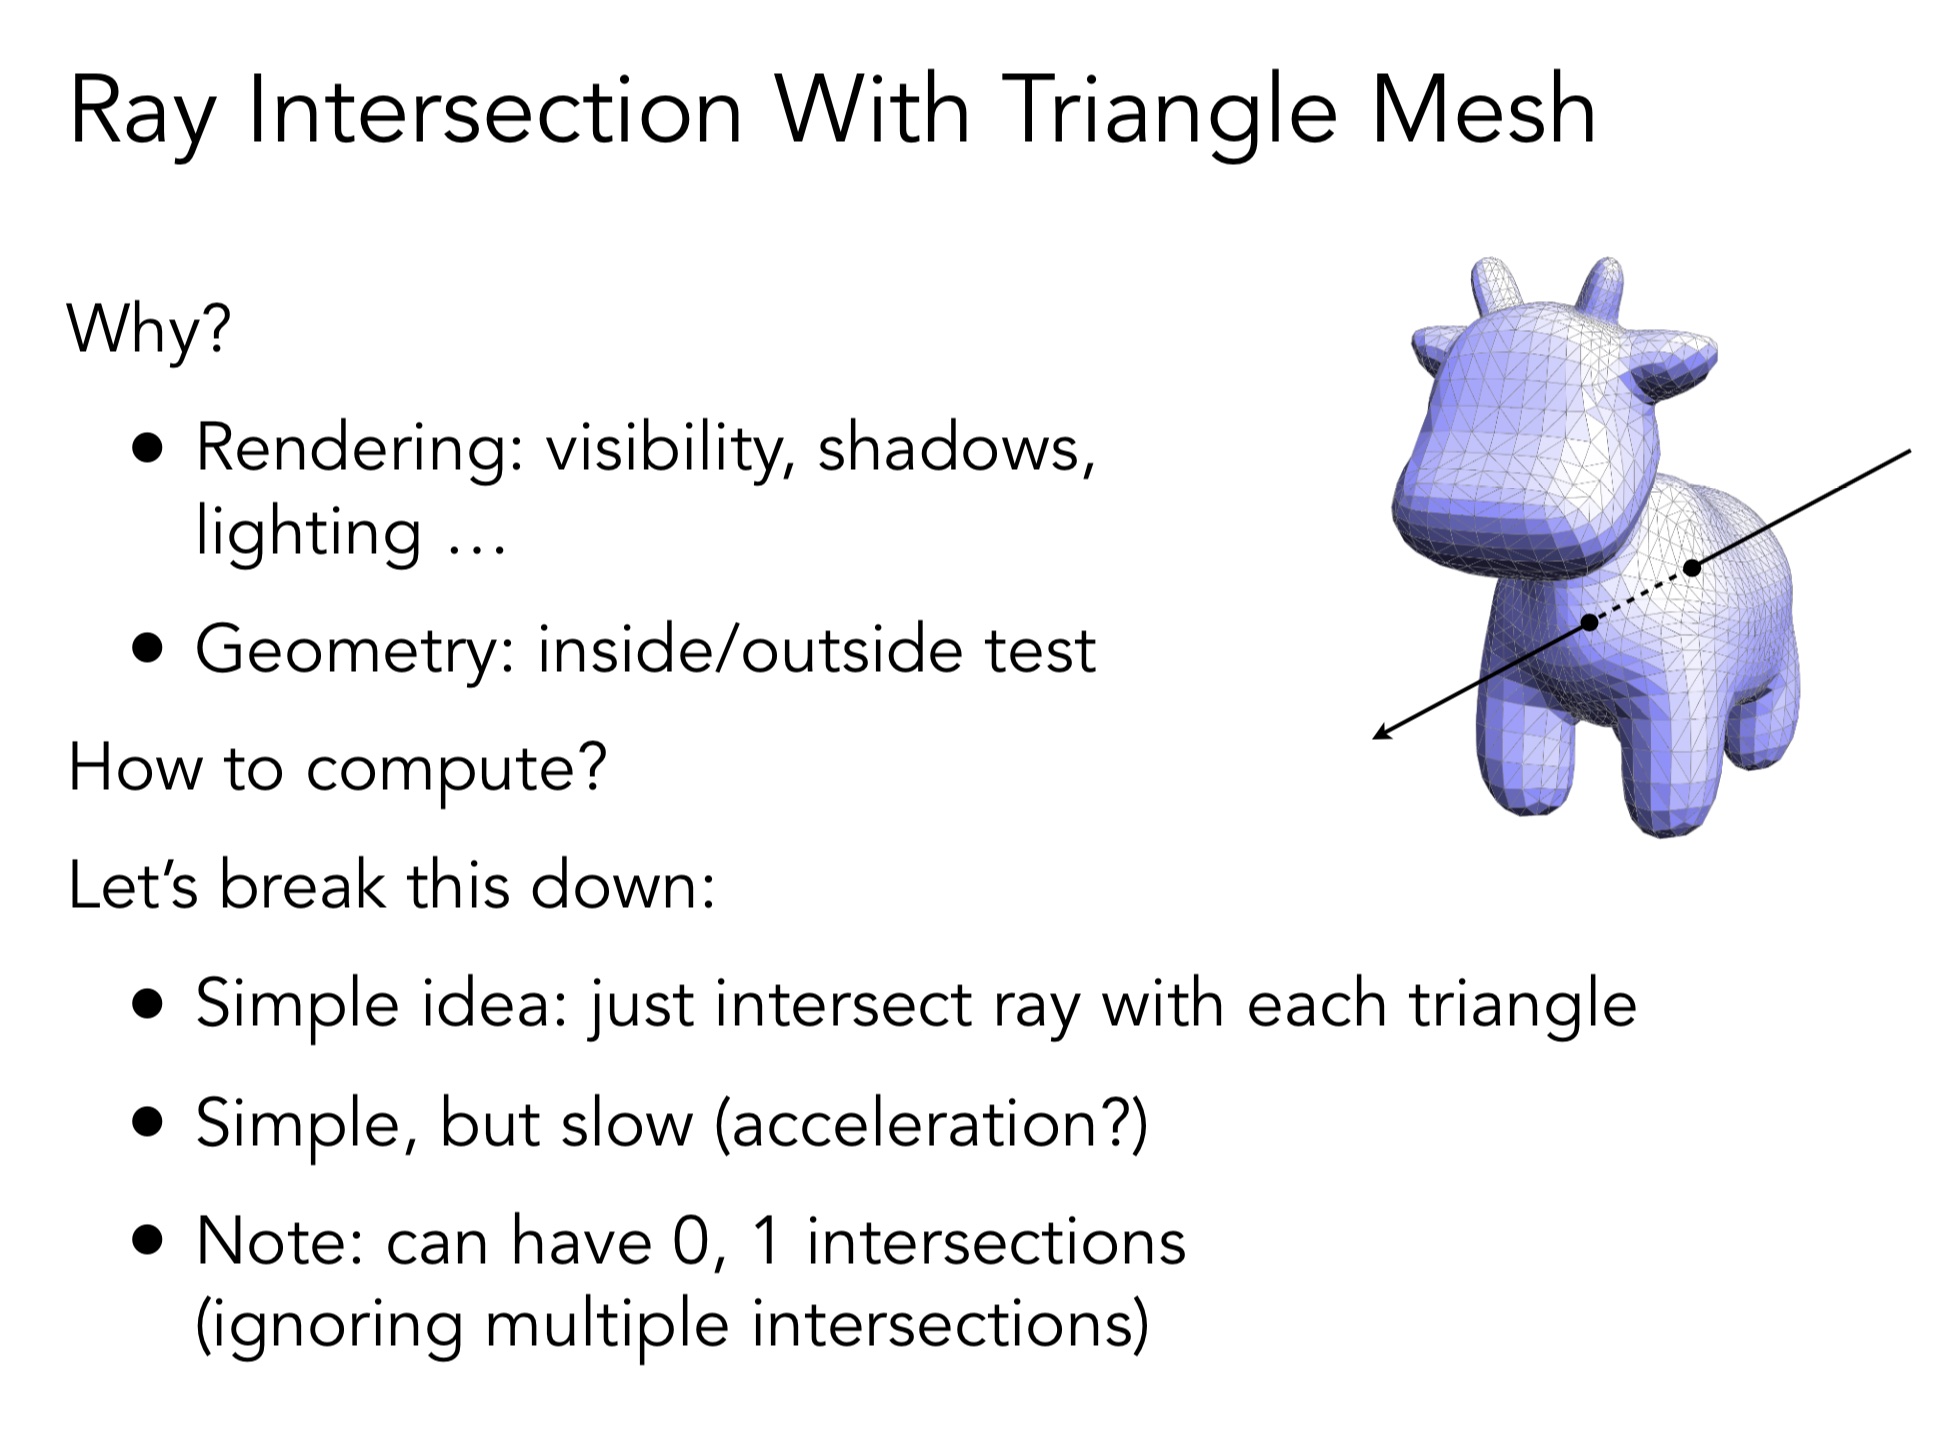 Ray Intersection With Triangle Mesh
Why?
● Rendering: visibility, shadows,
lighting …
● Geometry: inside/outside test
How to compute?
Let’s break this down:
● Simple idea: just intersect ray with each triangle
● Simple, but slow (acceleration?)
● Note: can have 0, 1 intersections
(ignoring multiple intersections)